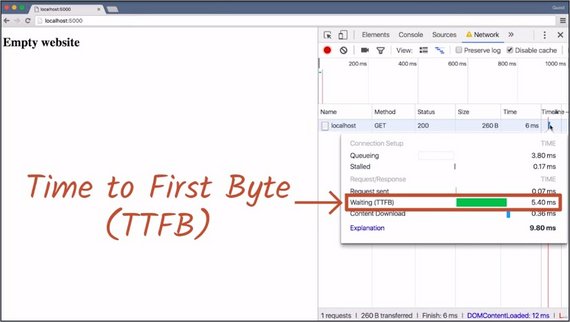 localhost:5000
Guest
localhost:5000
Empty website
Elements Console Sources Network
View: Preserve log Disable cache
200 ms 400 ms 600 ms 800 ms 1000 ms
Name Method Status Size Time
localhost GET 200 260 B 6 ms
Connection Setup TIME
Queueing 3.80 ms
Stalled 0.17 ms
Request/Response TIME
Request sent 0.07 ms
Waiting (TTFB) 5.40 ms
Content Download 0.36 ms
Explanation 9.80 ms
Time to First Byte
(TTFB)
1 requests | 260 B transferred | Finish: 6 ms | DOMContentLoaded: 12 ms | L...